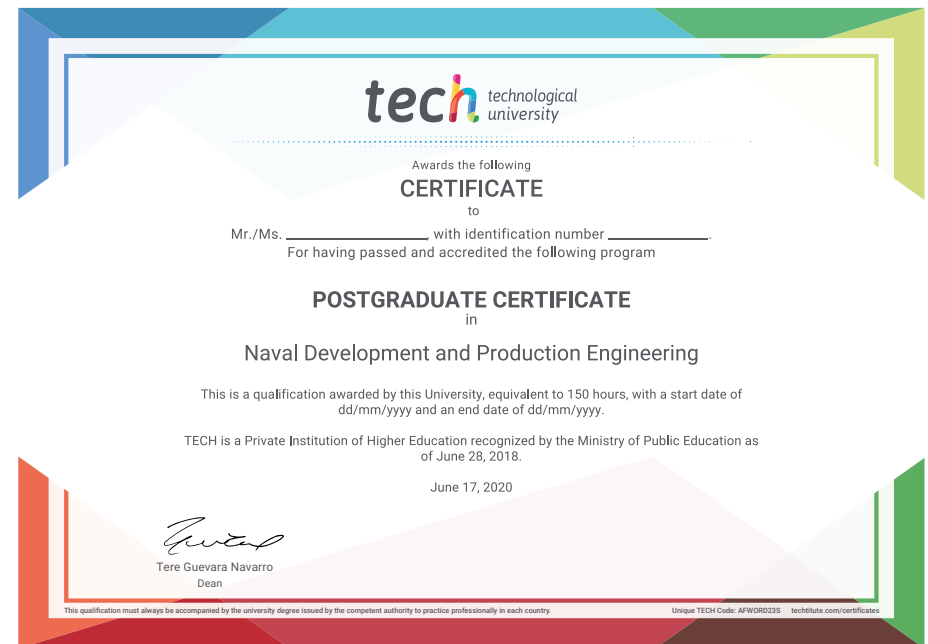 tech technological
university
Awards the following
CERTIFICATE
to
Mr./Ms. ____________________, with identification number ______________.
For having passed and accredited the following program
POSTGRADUATE CERTIFICATE
in
Naval Development and Production Engineering
This is a qualification awarded by this University, equivalent to 150 hours, with a start date of
dd/mm/yyyy and an end date of dd/mm/yyyy.
TECH is a Private Institution of Higher Education recognized by the Ministry of Public Education as
of June 28, 2018.
June 17, 2020
Tere Guevara Navarro
Dean
This qualification must always be accompanied by the university degree issued by the competent authority to practice professionally in each country. Unique TECH Code: AFWORD23S techtitute.com/certificates